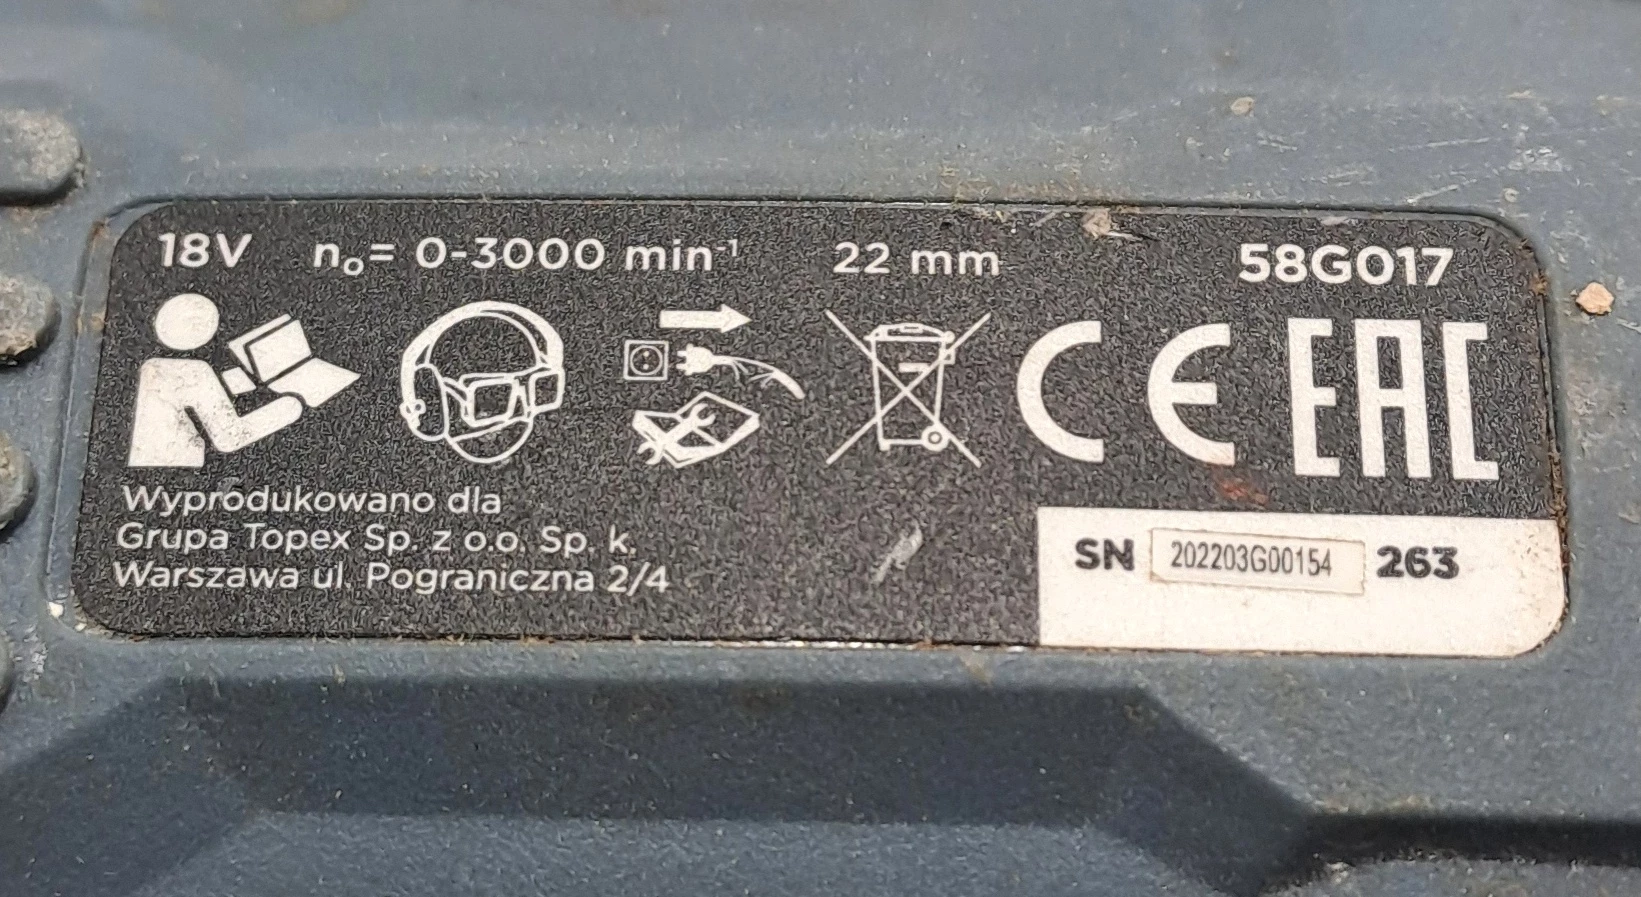 18V n₀= 0-3000 min⁻¹ 22 mm 58G017
CE EAC
Wyprodukowano dla
Grupa Topex Sp. z o.o. Sp. k.
Warszawa ul. Pograniczna 2/4
SN 202203G00154 263